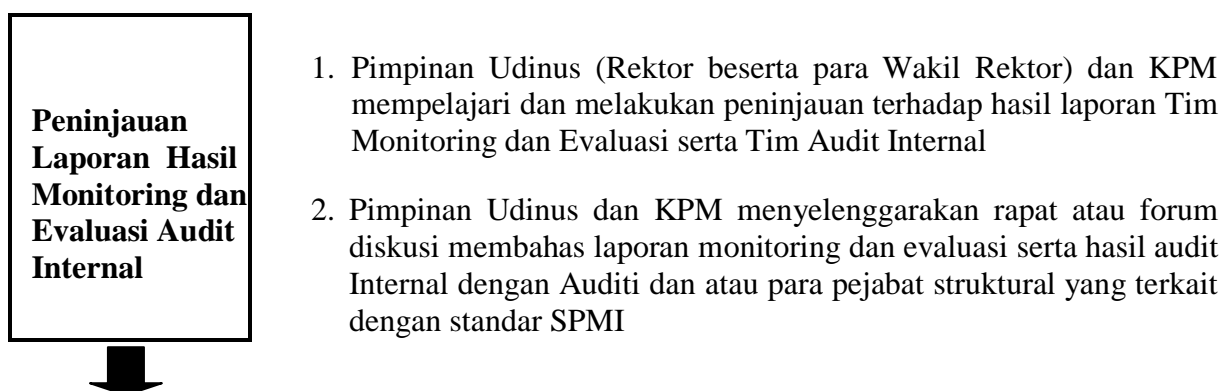 Peninjauan
Laporan Hasil
Monitoring dan
Evaluasi Audit
Internal
1. Pimpinan Udinus (Rektor beserta para Wakil Rektor) dan KPM
mempelajari dan melakukan peninjauan terhadap hasil laporan Tim
Monitoring dan Evaluasi serta Tim Audit Internal
2. Pimpinan Udinus dan KPM menyelenggarakan rapat atau forum
diskusi membahas laporan monitoring dan evaluasi serta hasil audit
Internal dengan Auditi dan atau para pejabat struktural yang terkait
dengan standar SPMI